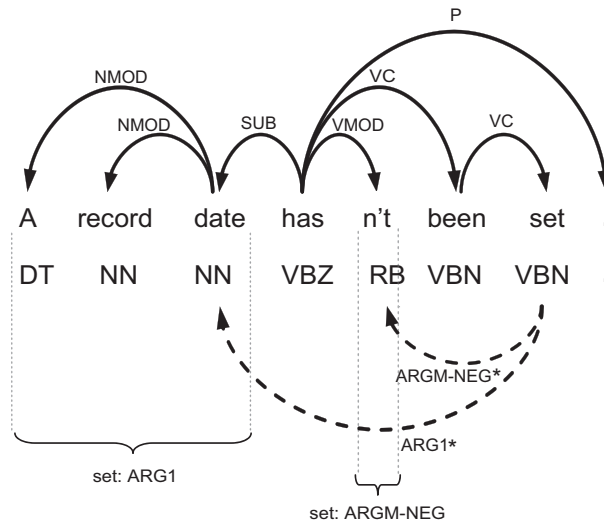 P
NMOD VC
NMOD SUB VMOD VC
A record date has n't been set .
DT NN NN VBZ RB VBN VBN .
ARGM-NEG*
ARG1*
set: ARG1
set: ARGM-NEG